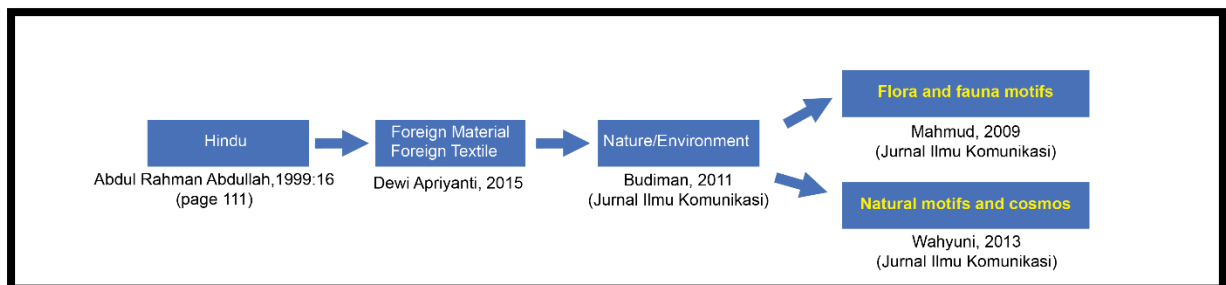 Hindu
Abdul Rahman Abdullah,1999:16
(page 111)
Foreign Material
Foreign Textile
Dewi Apriyanti, 2015
Nature/Environment
Budiman, 2011
(Jurnal Ilmu Komunikasi)
Flora and fauna motifs
Mahmud, 2009
(Jurnal Ilmu Komunikasi)
Natural motifs and cosmos
Wahyuni, 2013
(Jurnal Ilmu Komunikasi)